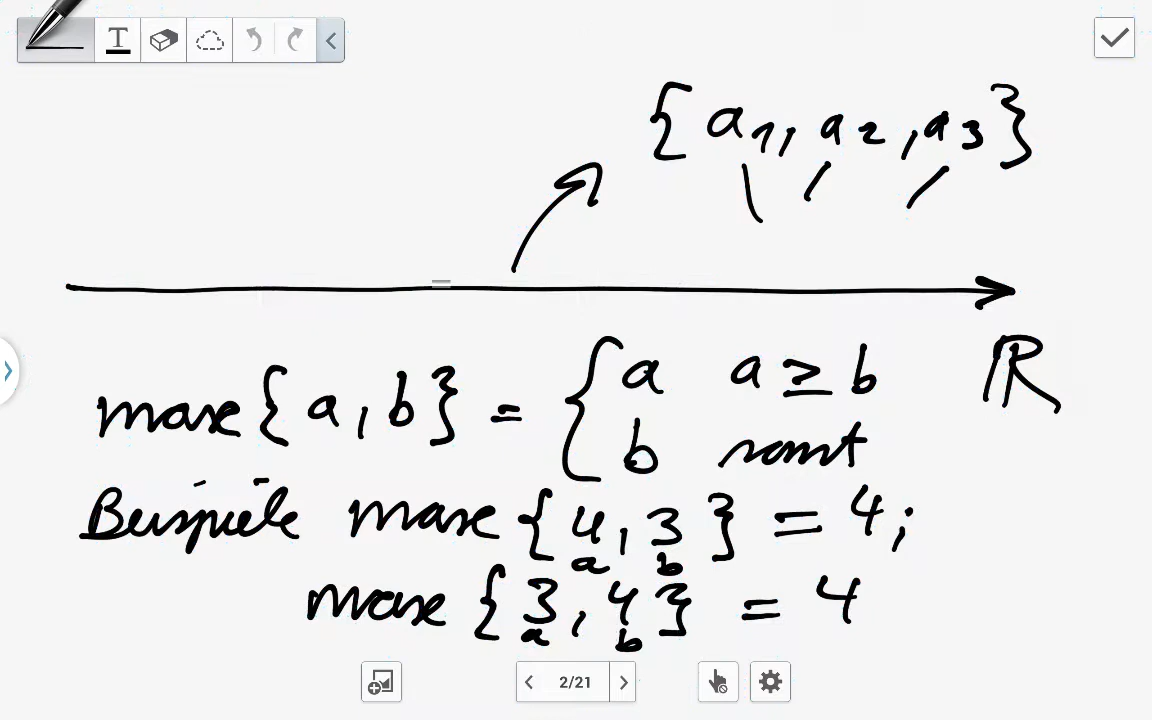 T
{a1, a2, a3}
ℝ
max{a, b} = { a a ≥ b
b sonst
Beispiele max{4, 3} = 4;
a b
max{3, 4} = 4
a b
2/21